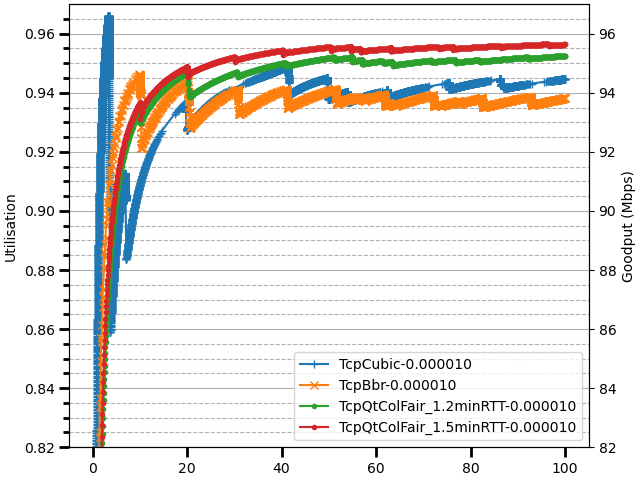 0.96
0.94
0.92
0.90
0.88
0.86
0.84
0.82
Utilisation
96
94
92
90
88
86
84
82
Goodput (Mbps)
TcpCubic-0.000010
TcpBbr-0.000010
TcpQtColFair_1.2minRTT-0.000010
TcpQtColFair_1.5minRTT-0.000010
0 20 40 60 80 100